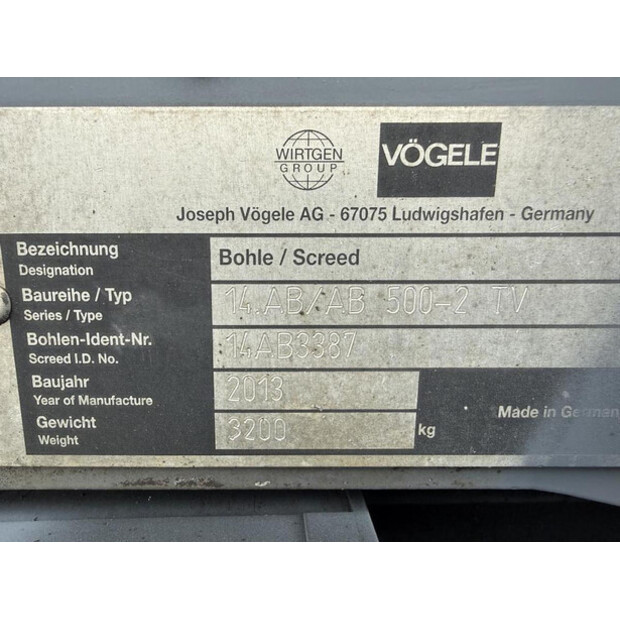 WIRTGEN
GROUP
VÖGELE
Joseph Vögele AG - 67075 Ludwigshafen - Germany
Bezeichnung
Designation
Bohle / Screed
Baureihe / Typ
Series / Type
14.AB/AB 500-2 TV
Bohlen-Ident-Nr.
Screed I.D. No.
14AB3387
Baujahr
Year of Manufacture
2013
Made in German
Gewicht
Weight
3200
kg